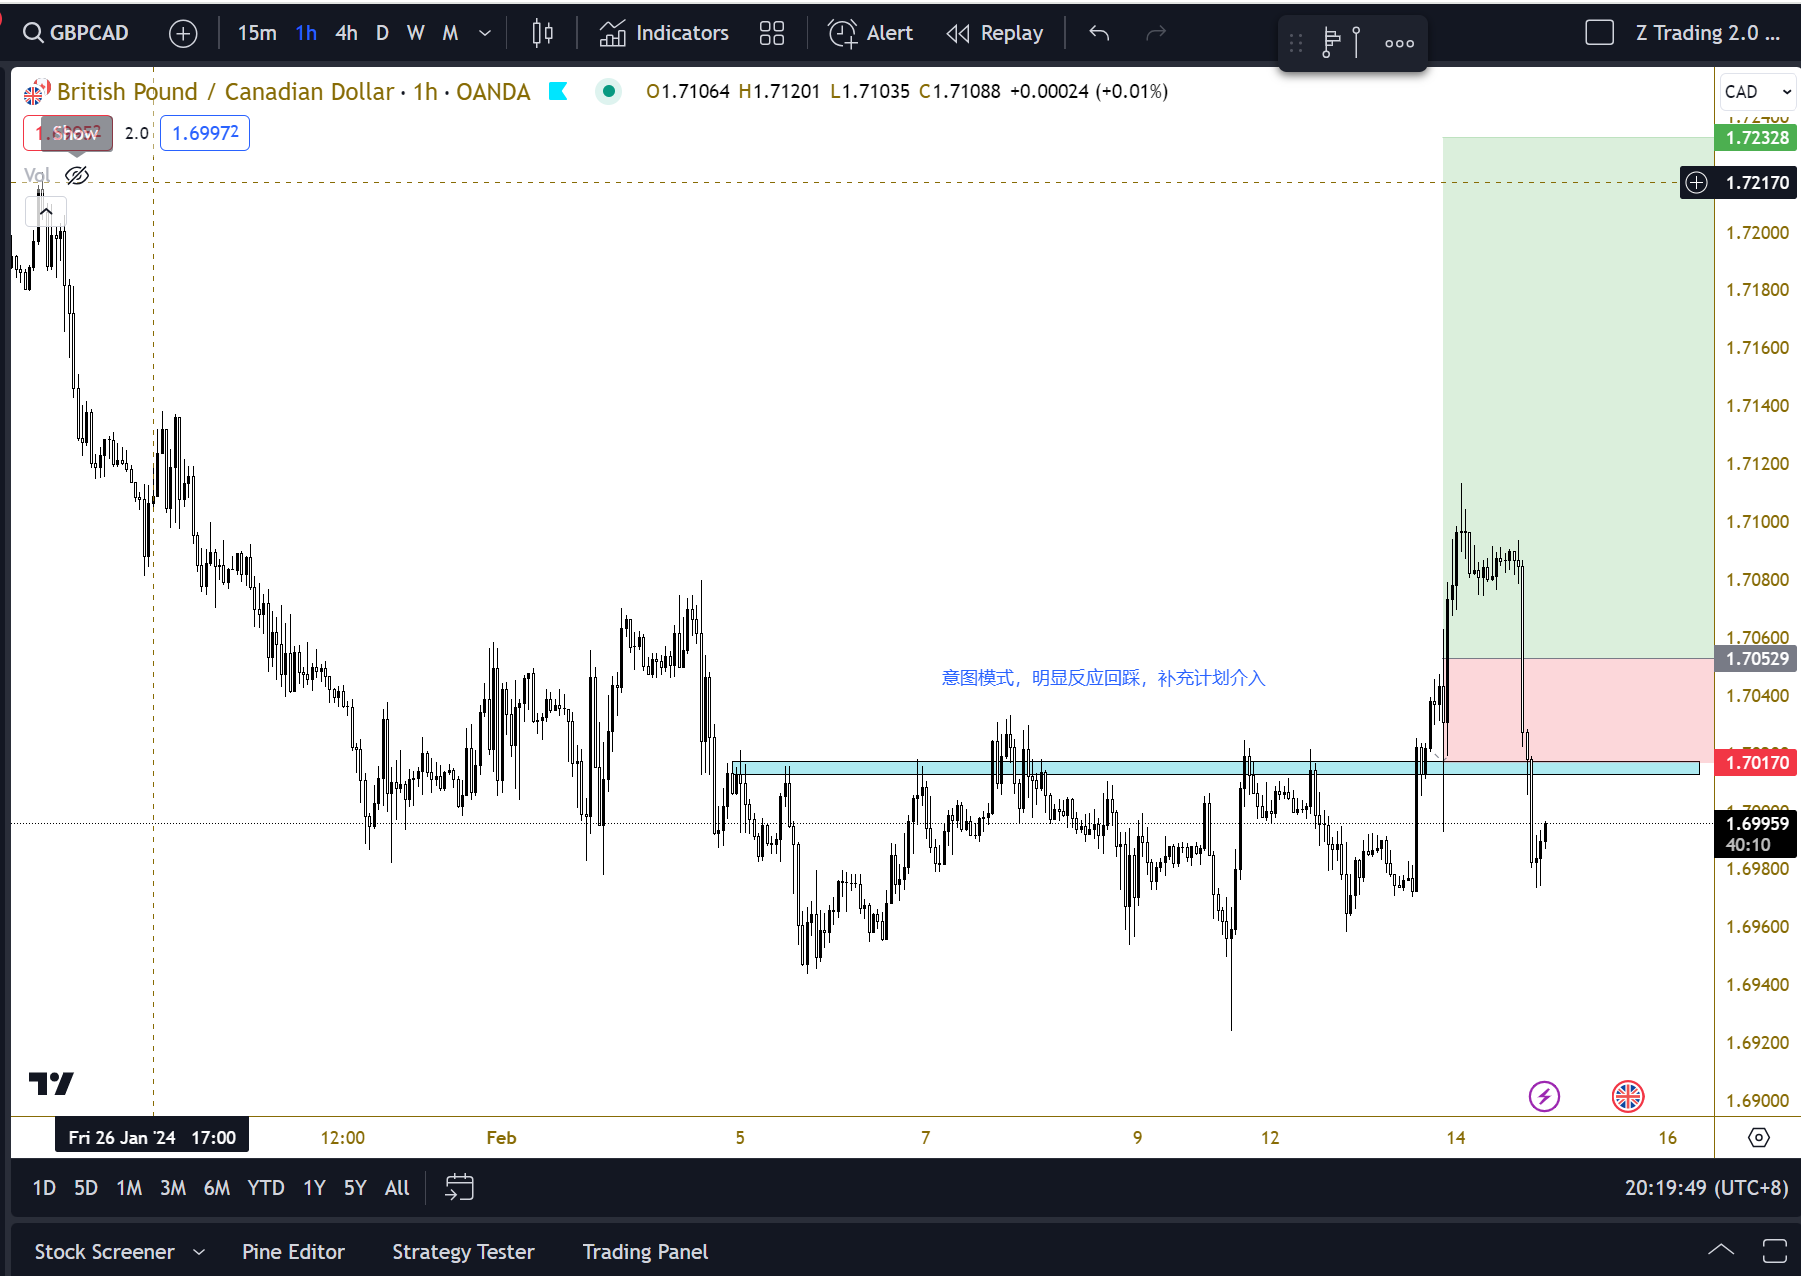 GBPCAD
15m 1h 4h D W M
Indicators
Alert
Replay
Z Trading 2.0 ...
British Pound / Canadian Dollar · 1h · OANDA
O1.71064 H1.71201 L1.71035 C1.71088 +0.00024 (+0.01%)
CAD
Show
2.0
1.69972
Vol
1.72328
1.72170
1.72000
1.71800
1.71600
1.71400
1.71200
1.71000
1.70800
1.70600
1.70529
意图模式，明显反应回踩，补充计划介入
1.70400
1.70170
1.69959
40:10
1.69800
1.69600
1.69400
1.69200
1.69000
Fri 26 Jan '24 17:00
12:00
Feb
5
7
9
12
14
16
1D 5D 1M 3M 6M YTD 1Y 5Y All
20:19:49 (UTC+8)
Stock Screener
Pine Editor
Strategy Tester
Trading Panel